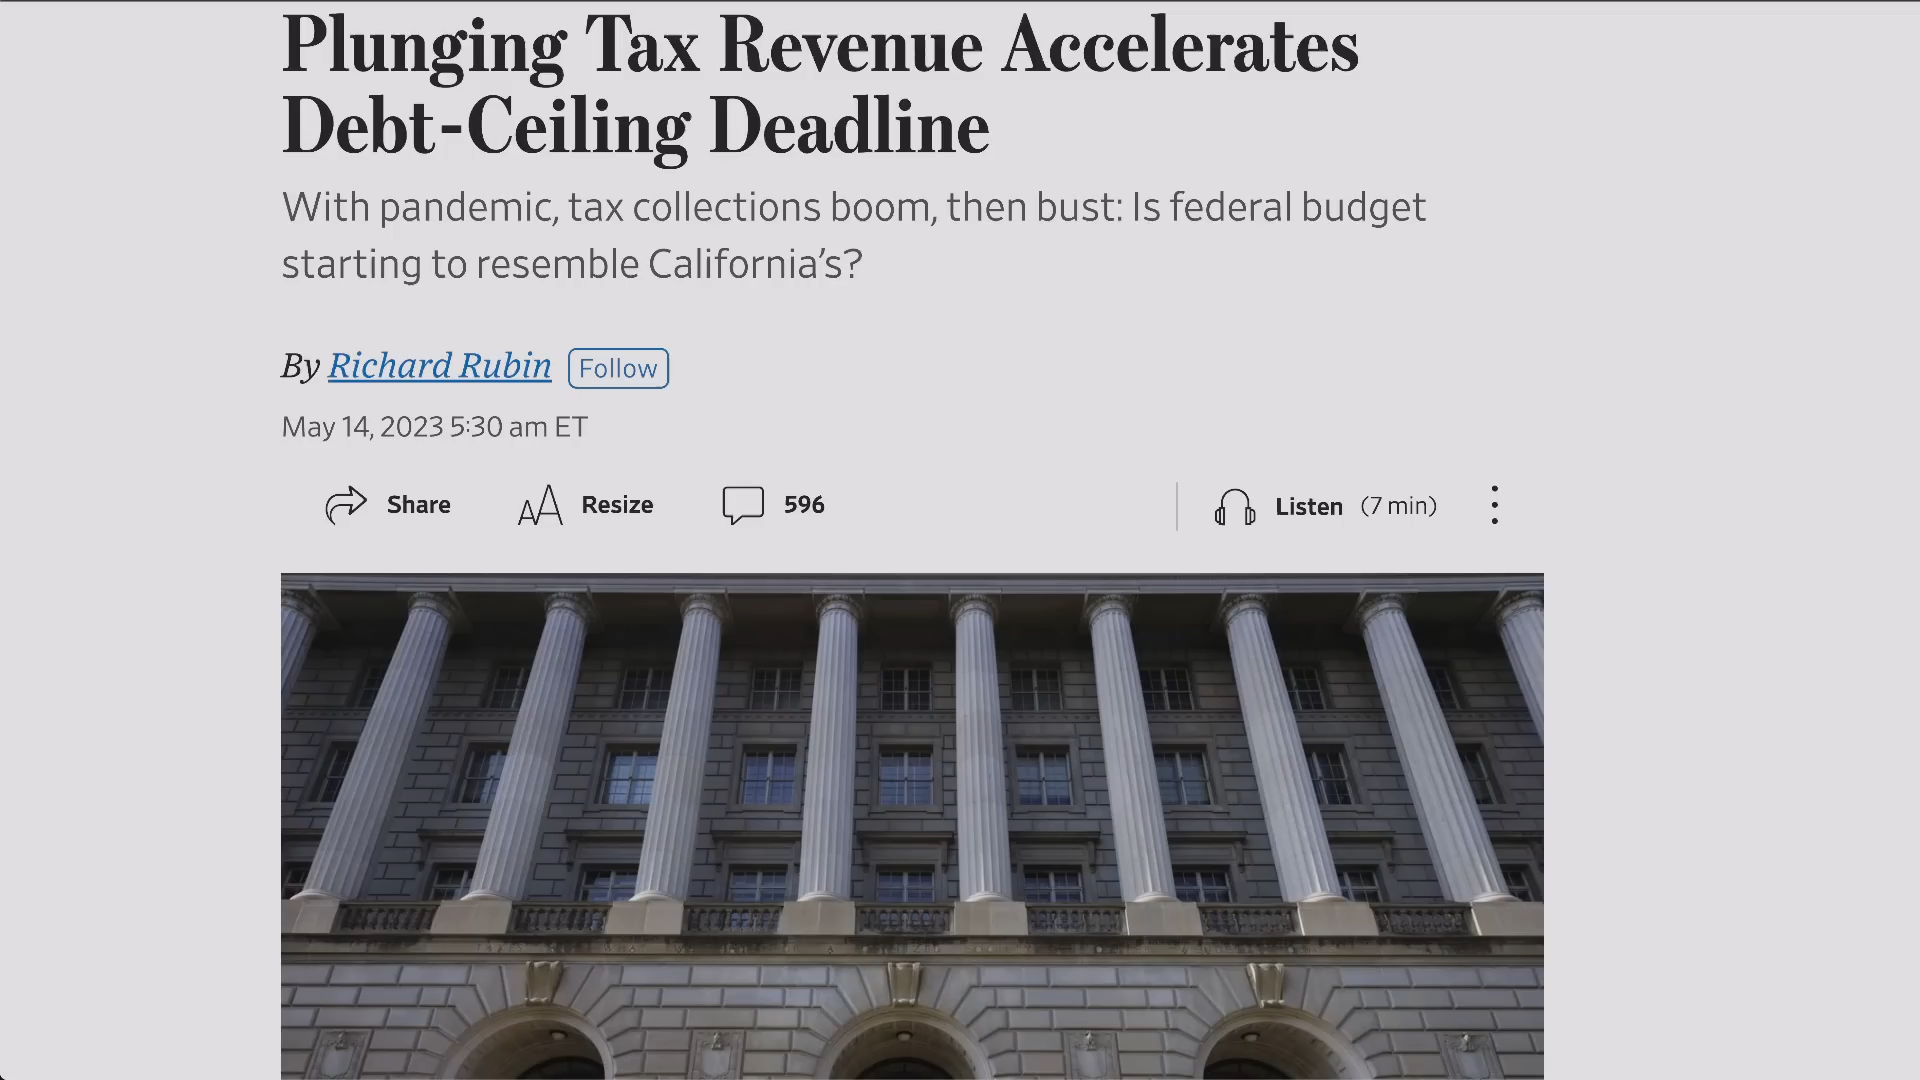 Plunging Tax Revenue Accelerates
Debt-Ceiling Deadline
With pandemic, tax collections boom, then bust: Is federal budget
starting to resemble California’s?
By Richard Rubin Follow
May 14, 2023 5:30 am ET
Share Resize 596 Listen (7 min)